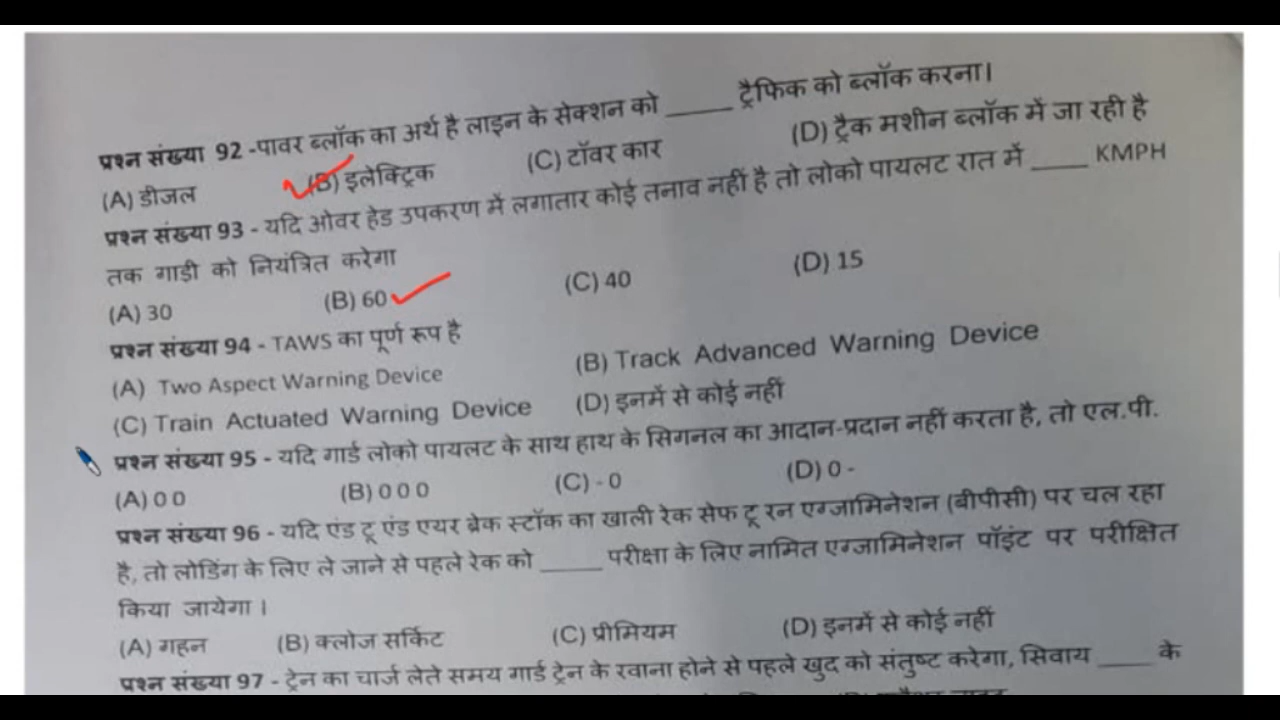 प्रश्न संख्या 92 -पावर ब्लॉक का अर्थ है लाइन के सेक्शन को _____ ट्रैफिक को ब्लॉक करना।
(A) डीजल (B) इलेक्ट्रिक (C) टॉवर कार (D) ट्रैक मशीन ब्लॉक में जा रही है
प्रश्न संख्या 93 - यदि ओवर हेड उपकरण में लगातार कोई तनाव नहीं है तो लोको पायलट रात में _____ KMPH
तक गाड़ी को नियंत्रित करेगा
(A) 30 (B) 60 (C) 40 (D) 15
प्रश्न संख्या 94 - TAWS का पूर्ण रूप है
(A) Two Aspect Warning Device (B) Track Advanced Warning Device
(C) Train Actuated Warning Device (D) इनमें से कोई नहीं
प्रश्न संख्या 95 - यदि गार्ड लोको पायलट के साथ हाथ के सिगनल का आदान-प्रदान नहीं करता है, तो एल.पी.
(A) 0 0 (B) 0 0 0 (C) - 0 (D) 0 -
प्रश्न संख्या 96 - यदि एंड टू एंड एयर ब्रेक स्टॉक का खाली रेक सेफ टू रन एग्जामिनेशन (बीपीसी) पर चल रहा
है, तो लोडिंग के लिए ले जाने से पहले रेक को _____ परीक्षा के लिए नामित एग्जामिनेशन पॉइंट पर परीक्षित
किया जायेगा ।
(A) गहन (B) क्लोज सर्किट (C) प्रीमियम (D) इनमें से कोई नहीं
प्रश्न संख्या 97 - ट्रेन का चार्ज लेते समय गार्ड ट्रेन के रवाना होने से पहले खुद को संतुष्ट करेगा, सिवाय _____ के